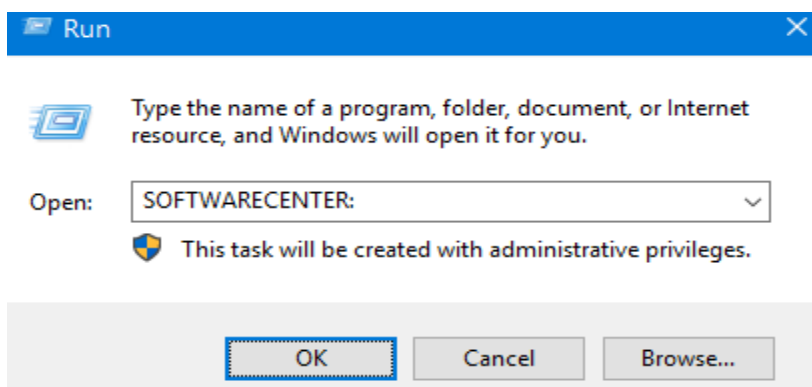 Run
Type the name of a program, folder, document, or Internet
resource, and Windows will open it for you.
Open: SOFTWARECENTER:
This task will be created with administrative privileges.
OK Cancel Browse...